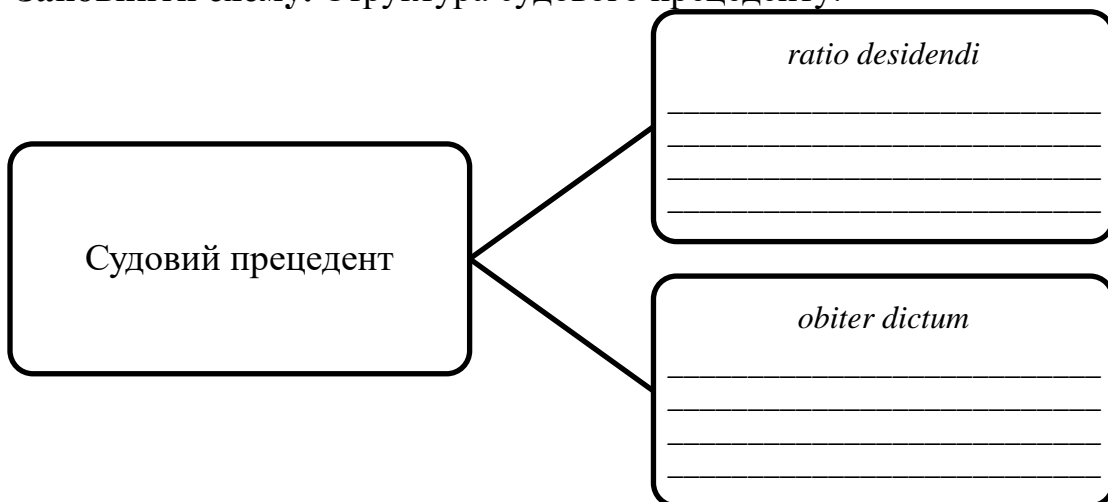 ratio desidendi
Судовий прецедент
obiter dictum